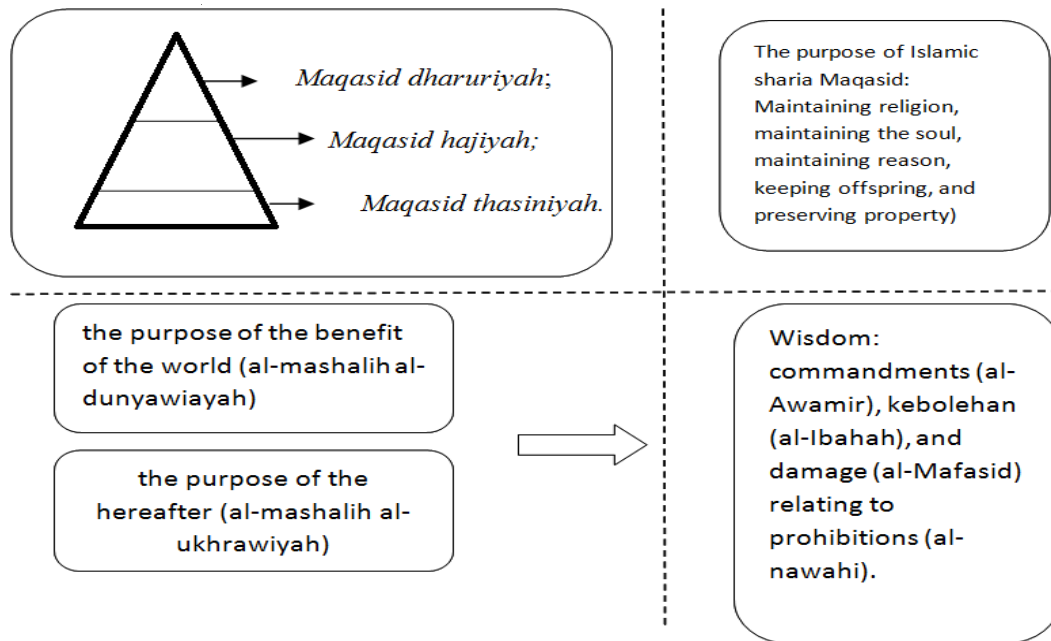 Maqasid dharuriyah;
Maqasid hajiyah;
Maqasid thasiniyah.
The purpose of Islamic
sharia Maqasid:
Maintaining religion,
maintaining the soul,
maintaining reason,
keeping offspring, and
preserving property)
the purpose of the benefit
of the world (al-mashalih al-
dunyawiayah)
the purpose of the
hereafter (al-mashalih al-
ukhrawiyah)
Wisdom:
commandments (al-
Awamir), kebolehan
(al-Ibahah), and
damage (al-Mafasid)
relating to
prohibitions (al-
nawahi).